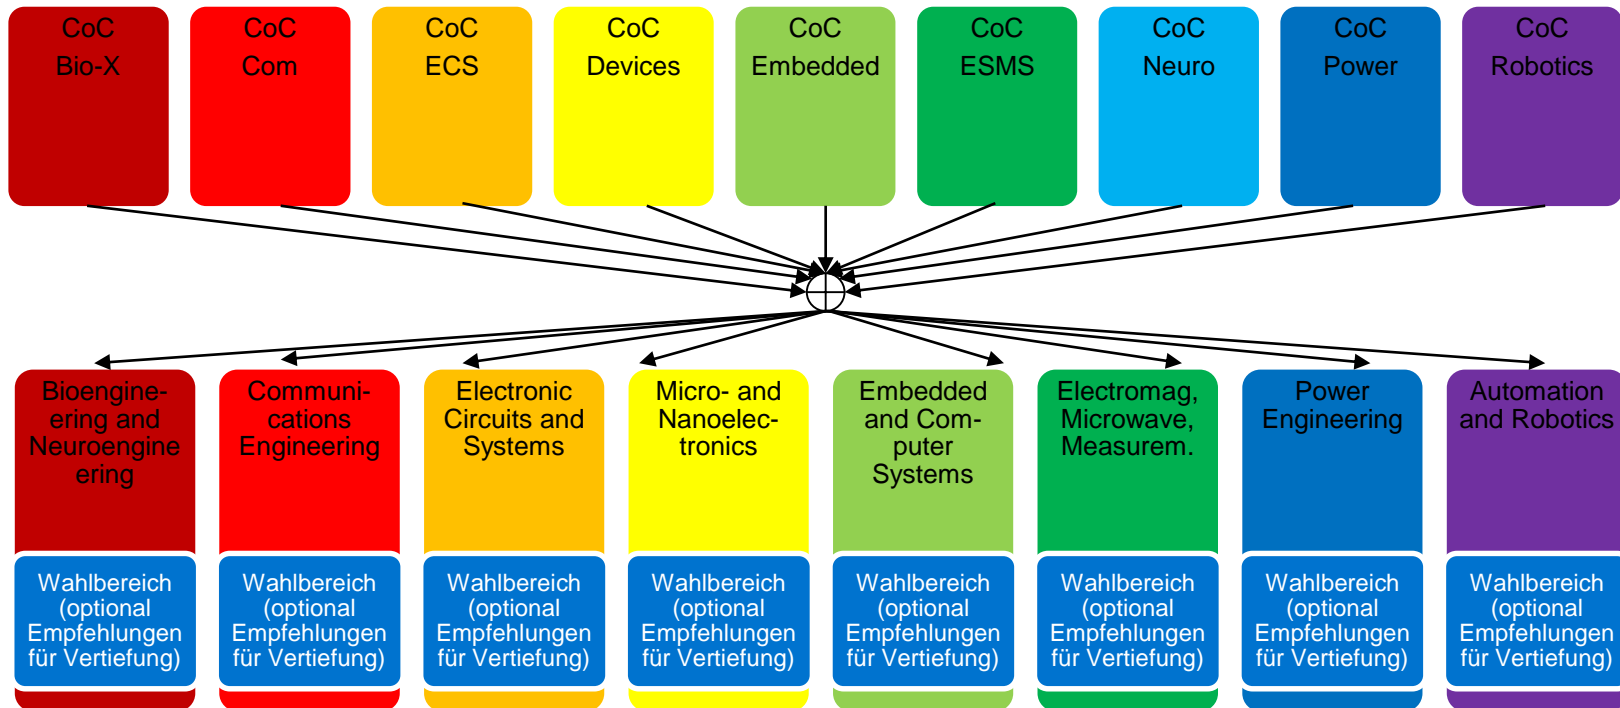 CoC
Bio-X
CoC
Com
CoC
ECS
CoC
Devices
CoC
Embedded
CoC
ESMS
CoC
Neuro
CoC
Power
CoC
Robotics
Bioengine-
ering and
Neuroengine
ering
Communi-
cations
Engineering
Electronic
Circuits and
Systems
Micro- and
Nanoelec-
tronics
Embedded
and Com-
puter
Systems
Electromag,
Microwave,
Measurem.
Power
Engineering
Automation
and Robotics
Wahlbereich
(optional
Empfehlungen
für Vertiefung)
Wahlbereich
(optional
Empfehlungen
für Vertiefung)
Wahlbereich
(optional
Empfehlungen
für Vertiefung)
Wahlbereich
(optional
Empfehlungen
für Vertiefung)
Wahlbereich
(optional
Empfehlungen
für Vertiefung)
Wahlbereich
(optional
Empfehlungen
für Vertiefung)
Wahlbereich
(optional
Empfehlungen
für Vertiefung)
Wahlbereich
(optional
Empfehlungen
für Vertiefung)